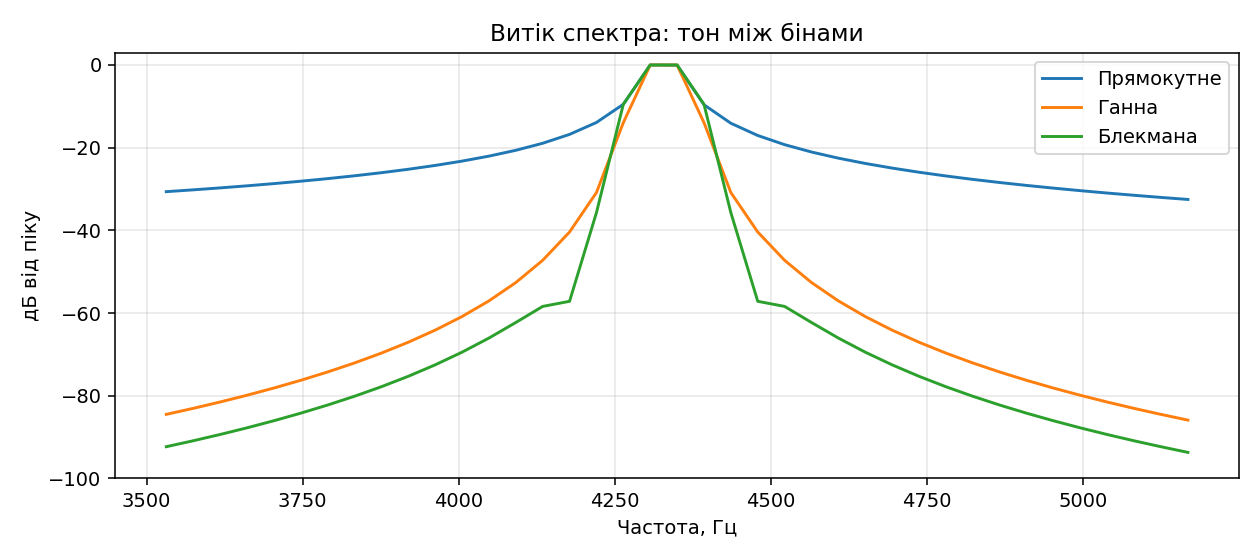 Витік спектра: тон між бінами
Прямокутне
Ганна
Блекмана
дБ від піку
0
−20
−40
−60
−80
−100
3500 3750 4000 4250 4500 4750 5000
Частота, Гц